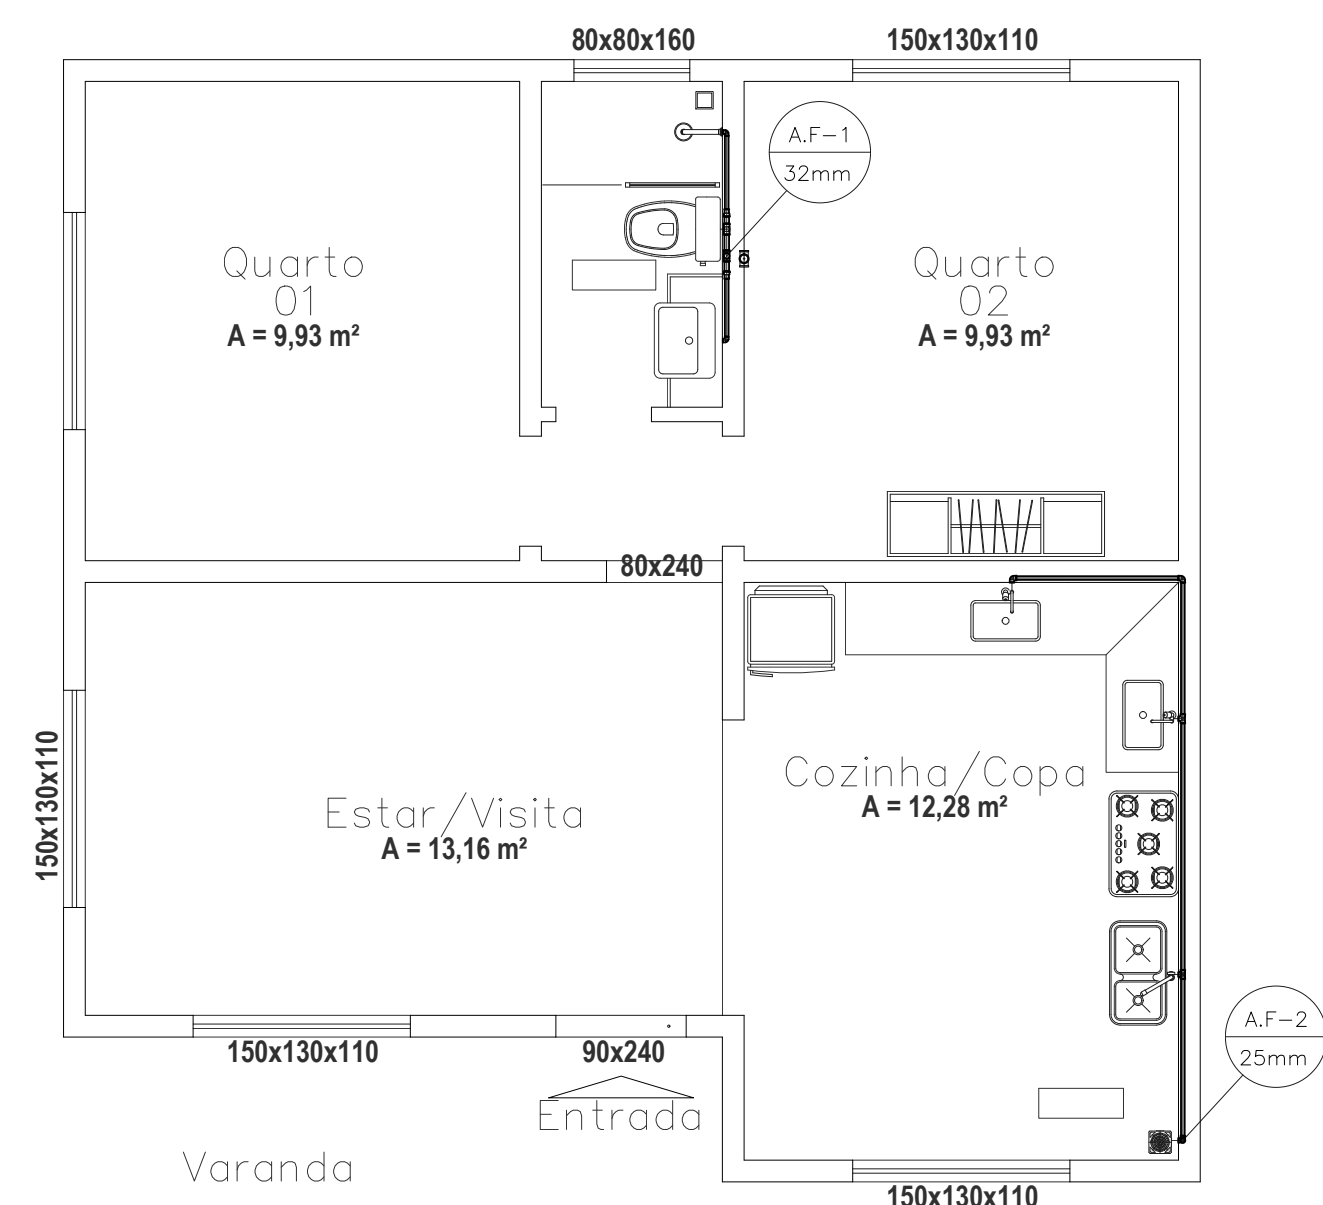 80x80x160
150x130x110
A.F-1
32mm
Quarto
01
A = 9,93 m²
Quarto
02
A = 9,93 m²
80x240
150x130x110
Estar/Visita
A = 13,16 m²
Cozinha/Copa
A = 12,28 m²
A.F-2
25mm
150x130x110
90x240
Entrada
Varanda
150x130x110